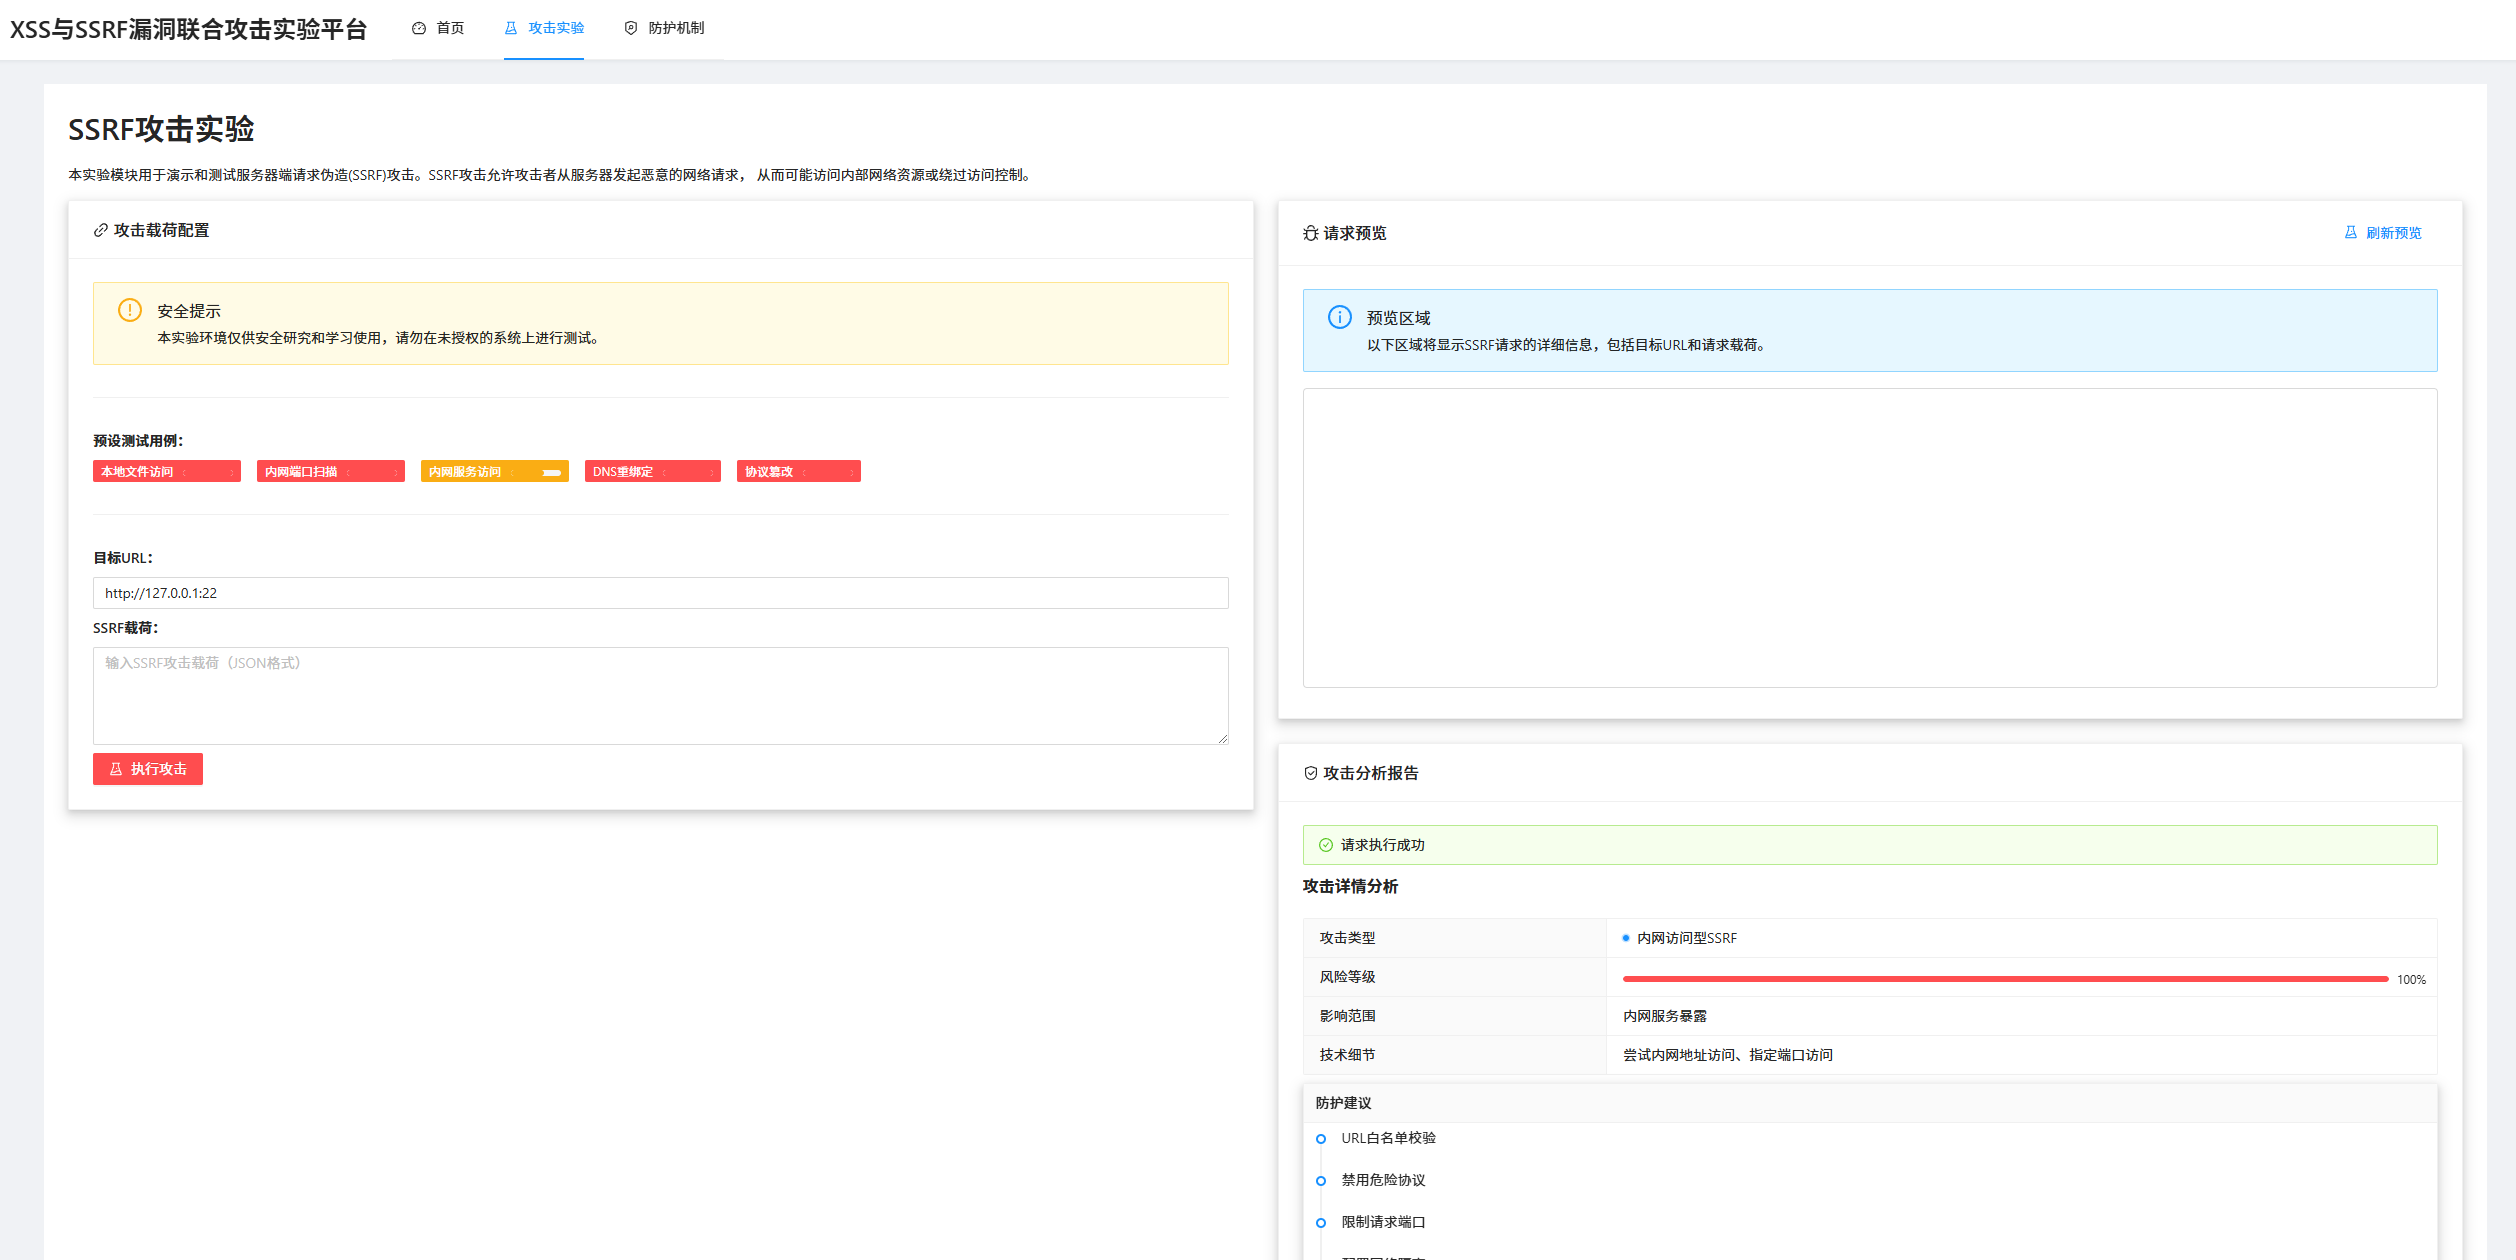 XSS与SSRF漏洞联合攻击实验平台
首页
攻击实验
防护机制
SSRF攻击实验
本实验模块用于演示和测试服务器端请求伪造(SSRF)攻击。SSRF攻击允许攻击者从服务器发起恶意的网络请求， 从而可能访问内部网络资源或绕过访问控制。
攻击载荷配置
安全提示
本实验环境仅供安全研究和学习使用，请勿在未授权的系统上进行测试。
预设测试用例：
本地文件访问
内网端口扫描
内网服务访问
DNS重绑定
协议篡改
目标URL：
http://127.0.0.1:22
SSRF载荷：
输入SSRF攻击载荷（JSON格式）
执行攻击
请求预览
刷新预览
预览区域
以下区域将显示SSRF请求的详细信息，包括目标URL和请求载荷。
攻击分析报告
请求执行成功
攻击详情分析
攻击类型
内网访问型SSRF
风险等级
100%
影响范围
内网服务暴露
技术细节
尝试内网地址访问、指定端口访问
防护建议
URL白名单校验
禁用危险协议
限制请求端口